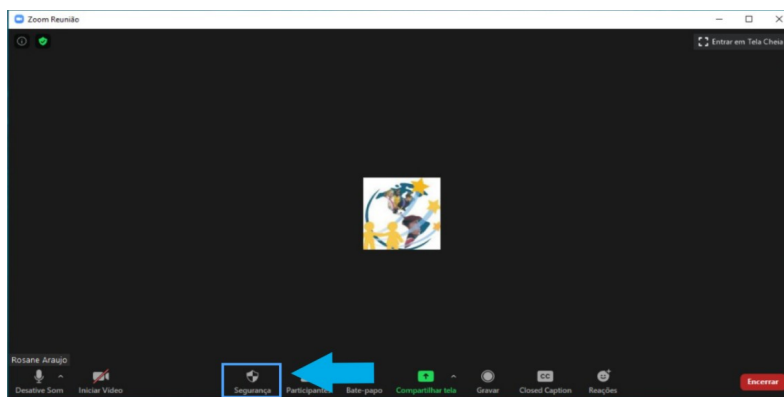 Zoom Reunião
Entrar em Tela Cheia
Rosane Araujo
Desative Som Iniciar Vídeo Segurança Participantes Bate-papo Compartilhar tela Gravar Closed Caption Reações Encerrar
CC